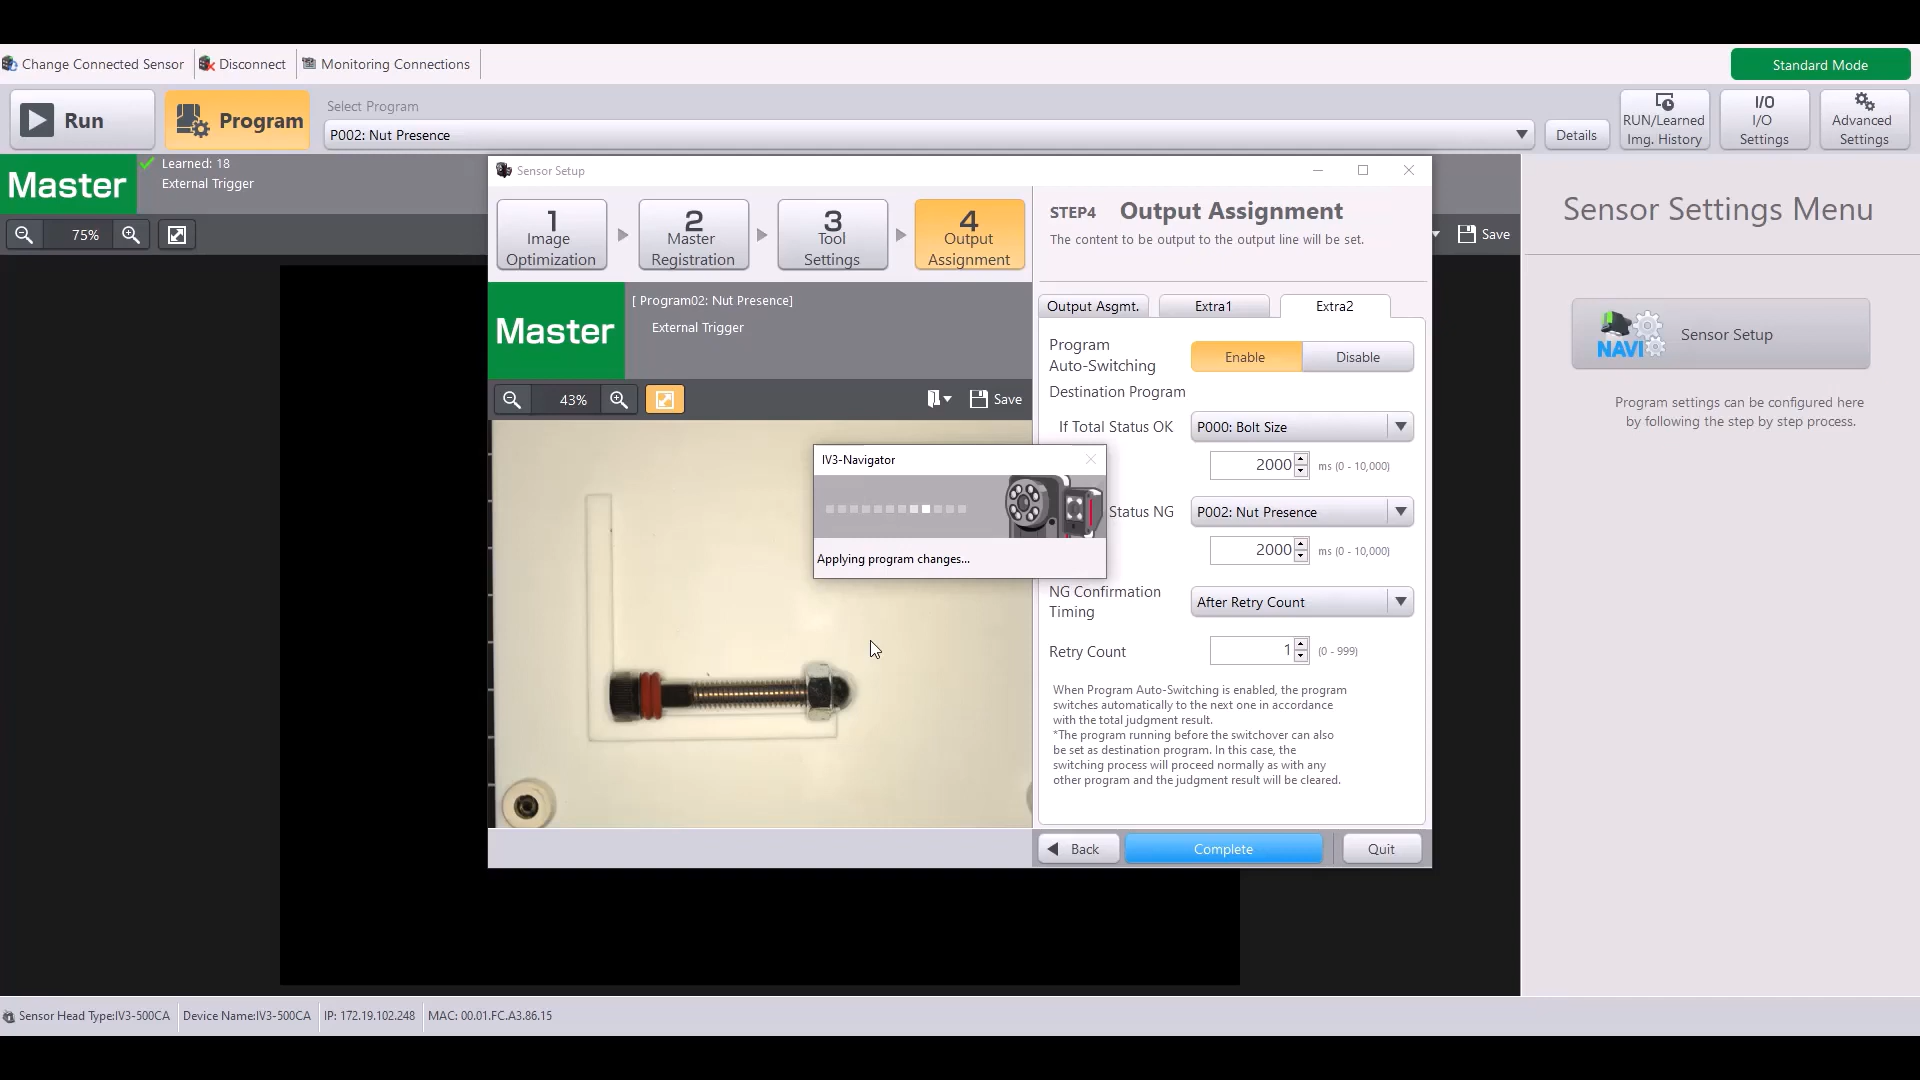 Change Connected Sensor
Disconnect
Monitoring Connections
Standard Mode
Run
Program
Select Program
P002: Nut Presence
Details
RUN/Learned
Img. History
I/O
I/O
Settings
Advanced
Settings
Master
Learned: 18
External Trigger
75%
Save
Sensor Setup
1
Image
Optimization
2
Master
Registration
3
Tool
Settings
4
Output
Assignment
STEP4 Output Assignment
The content to be output to the output line will be set.
Master
[ Program02: Nut Presence]
External Trigger
43%
Save
Output Asgmt.
Extra1
Extra2
Program
Auto-Switching
Enable
Disable
Destination Program
If Total Status OK
P000: Bolt Size
2000
ms (0 - 10,000)
Status NG
P002: Nut Presence
2000
ms (0 - 10,000)
NG Confirmation
Timing
After Retry Count
Retry Count
1
(0 - 999)
When Program Auto-Switching is enabled, the program
switches automatically to the next one in accordance
with the total judgment result.
*The program running before the switchover can also
be set as destination program. In this case, the
switching process will proceed normally as with any
other program and the judgment result will be cleared.
IV3-Navigator
Applying program changes...
Back
Complete
Quit
Sensor Settings Menu
NAVI
Sensor Setup
Program settings can be configured here
by following the step by step process.
Sensor Head Type:IV3-500CA
Device Name:IV3-500CA
IP: 172.19.102.248
MAC: 00.01.FC.A3.86.15